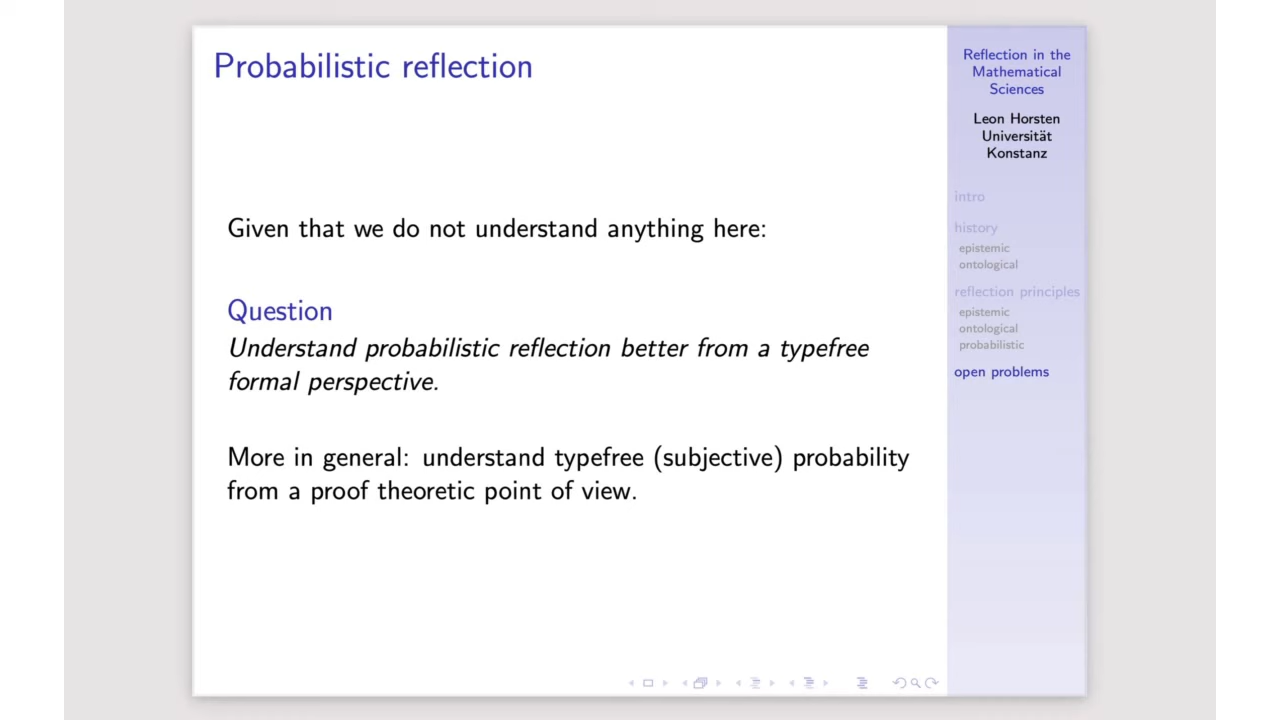 Probabilistic reflection
Given that we do not understand anything here:
Question
Understand probabilistic reflection better from a typefree
formal perspective.
More in general: understand typefree (subjective) probability
from a proof theoretic point of view.
Reflection in the
Mathematical
Sciences
Leon Horsten
Universität
Konstanz
intro
history
epistemic
ontological
reflection principles
epistemic
ontological
probabilistic
open problems